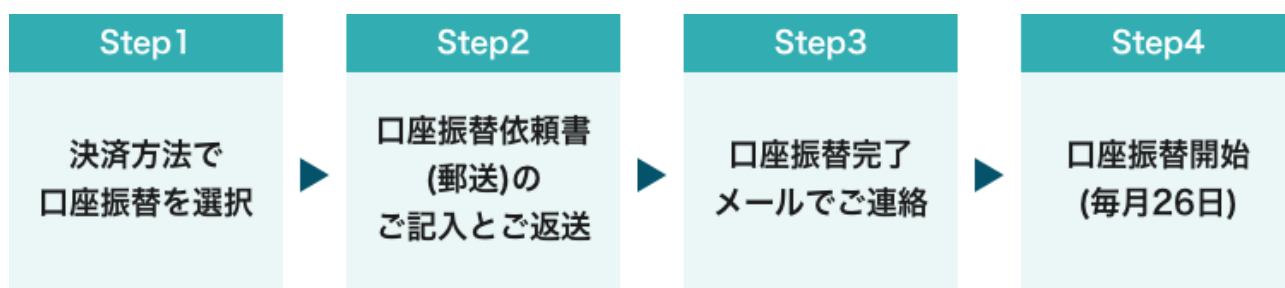 Step1
決済方法で
口座振替を選択
Step2
口座振替依頼書
(郵送)の
ご記入とご返送
Step3
口座振替完了
メールでご連絡
Step4
口座振替開始
(毎月26日)